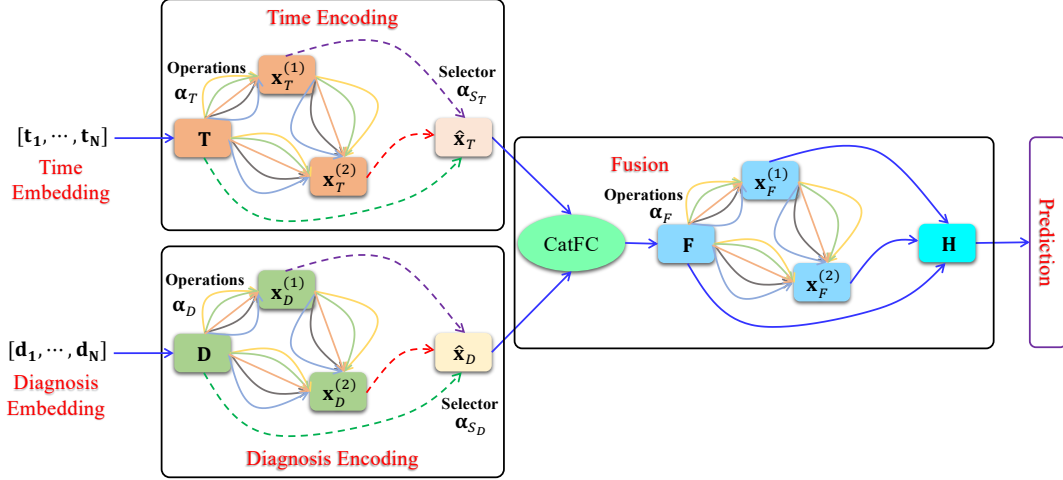 Time Encoding
Operations
α_T
x_T^(1)
Selector
α_{S_T}
[t_1, ⋯, t_N]
Time
Embedding
T
x̂_T
x_T^(2)
Fusion
Operations
α_F
x_F^(1)
CatFC
F
H
x_F^(2)
Prediction
Operations
α_D
x_D^(1)
[d_1, ⋯, d_N]
Diagnosis
Embedding
D
x̂_D
x_D^(2)
Selector
α_{S_D}
Diagnosis Encoding